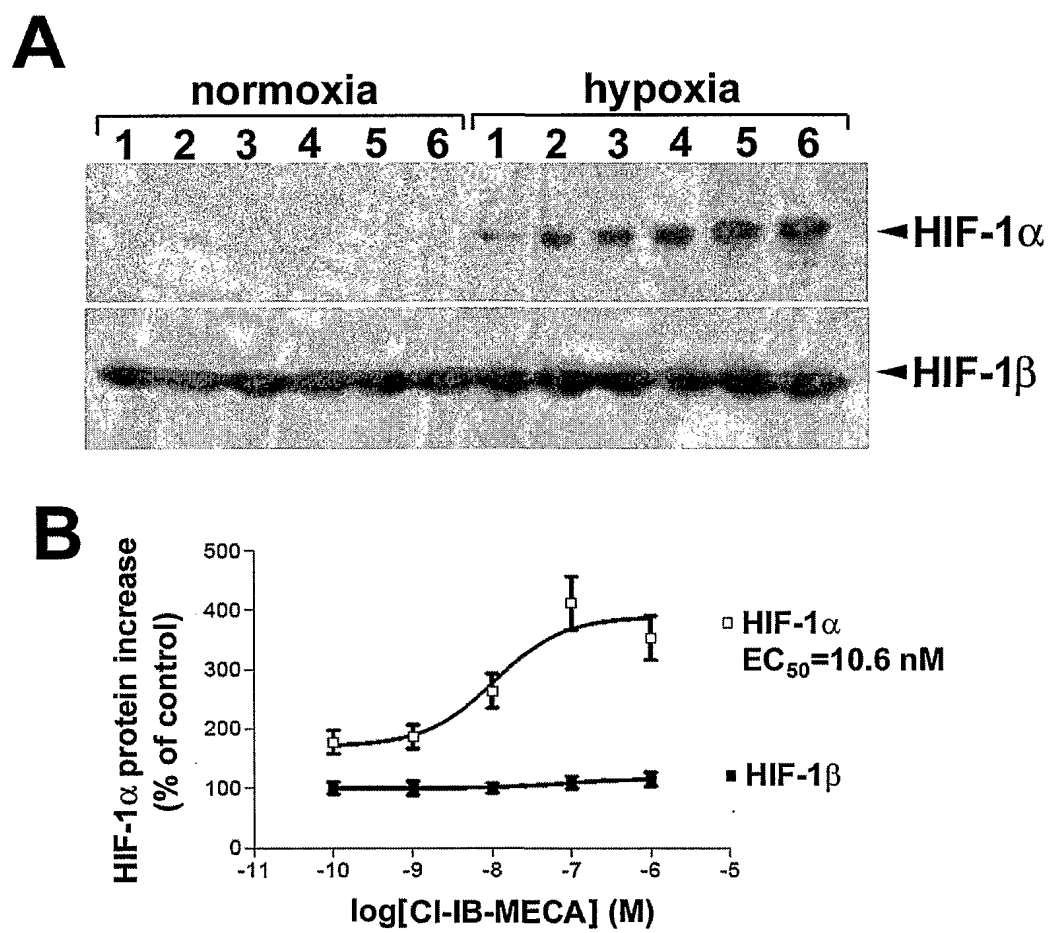 A
normoxia hypoxia
1 2 3 4 5 6 1 2 3 4 5 6
HIF-1α
HIF-1β
B
HIF-1α protein increase
(% of control)
500
400
300
200
100
0
-11 -10 -9 -8 -7 -6 -5
log[Cl-IB-MECA] (M)
HIF-1α
EC50=10.6 nM
HIF-1β